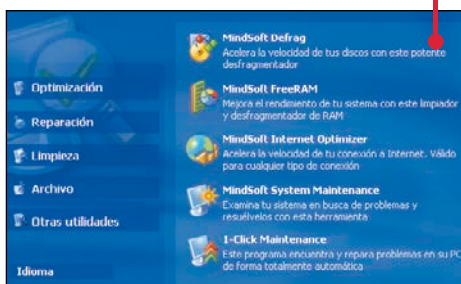 Optimización
Reparación
Limpieza
Archivo
Otras utilidades
Idioma
MindSoft Defrag
Acelera la velocidad de tus discos con este potente
desfragmentador
MindSoft FreeRAM
Mejora el rendimiento de tu sistema con este limpiador
y desfragmentador de RAM
MindSoft Internet Optimizer
Acelera la velocidad de tu conexión a Internet. Válido
para cualquier tipo de conexión
MindSoft System Maintenance
Examina tu sistema en busca de problemas y
resuélvelos con esta herramienta
1-Click Maintenance
Este programa encuentra y repara problemas en su PC
de forma totalmente automática